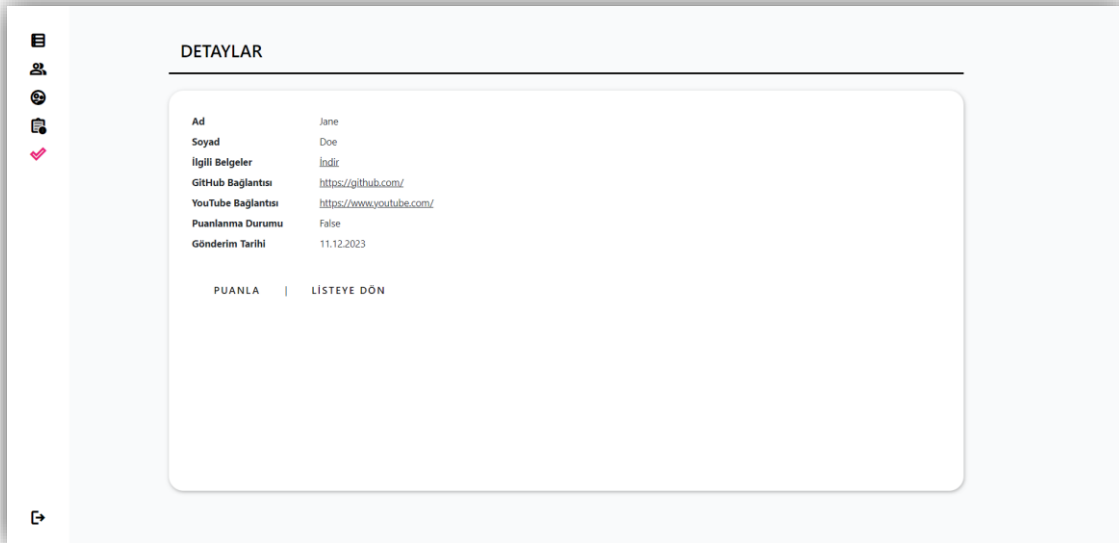 DETAYLAR
Ad Jane
Soyad Doe
İlgili Belgeler İndir
GitHub Bağlantısı https://github.com/
YouTube Bağlantısı https://www.youtube.com/
Puanlanma Durumu False
Gönderim Tarihi 11.12.2023
PUANLA | LİSTEYE DÖN